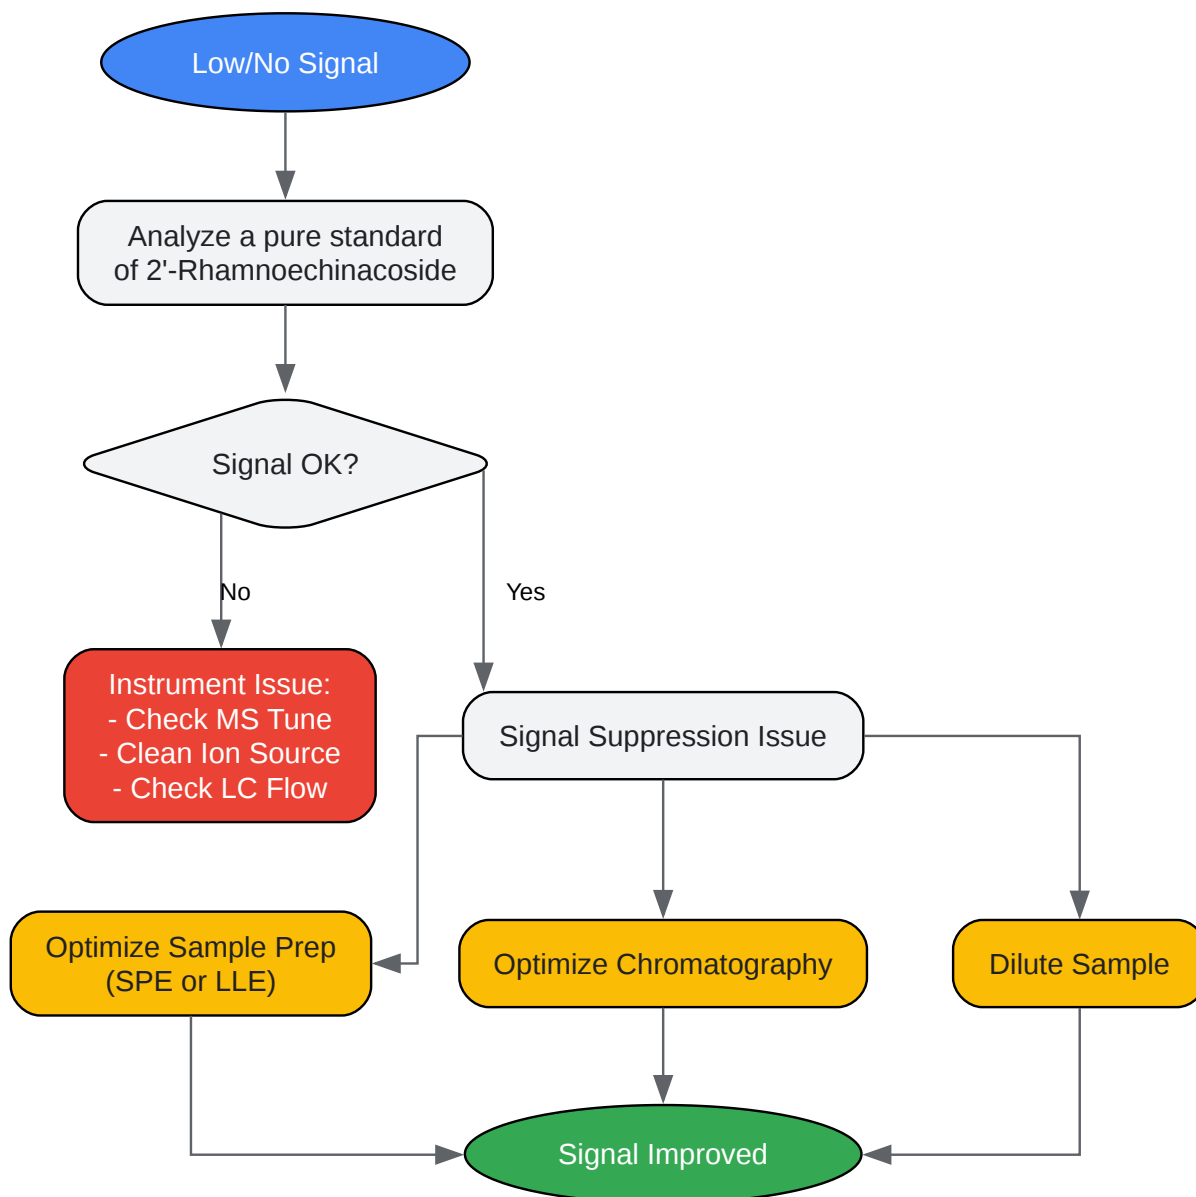 Low/No Signal
Analyze a pure standard
of 2'-Rhamnoechinacoside
Signal OK?
No
Yes
Instrument Issue:
- Check MS Tune
- Clean Ion Source
- Check LC Flow
Signal Suppression Issue
Optimize Sample Prep
(SPE or LLE)
Optimize Chromatography
Dilute Sample
Signal Improved